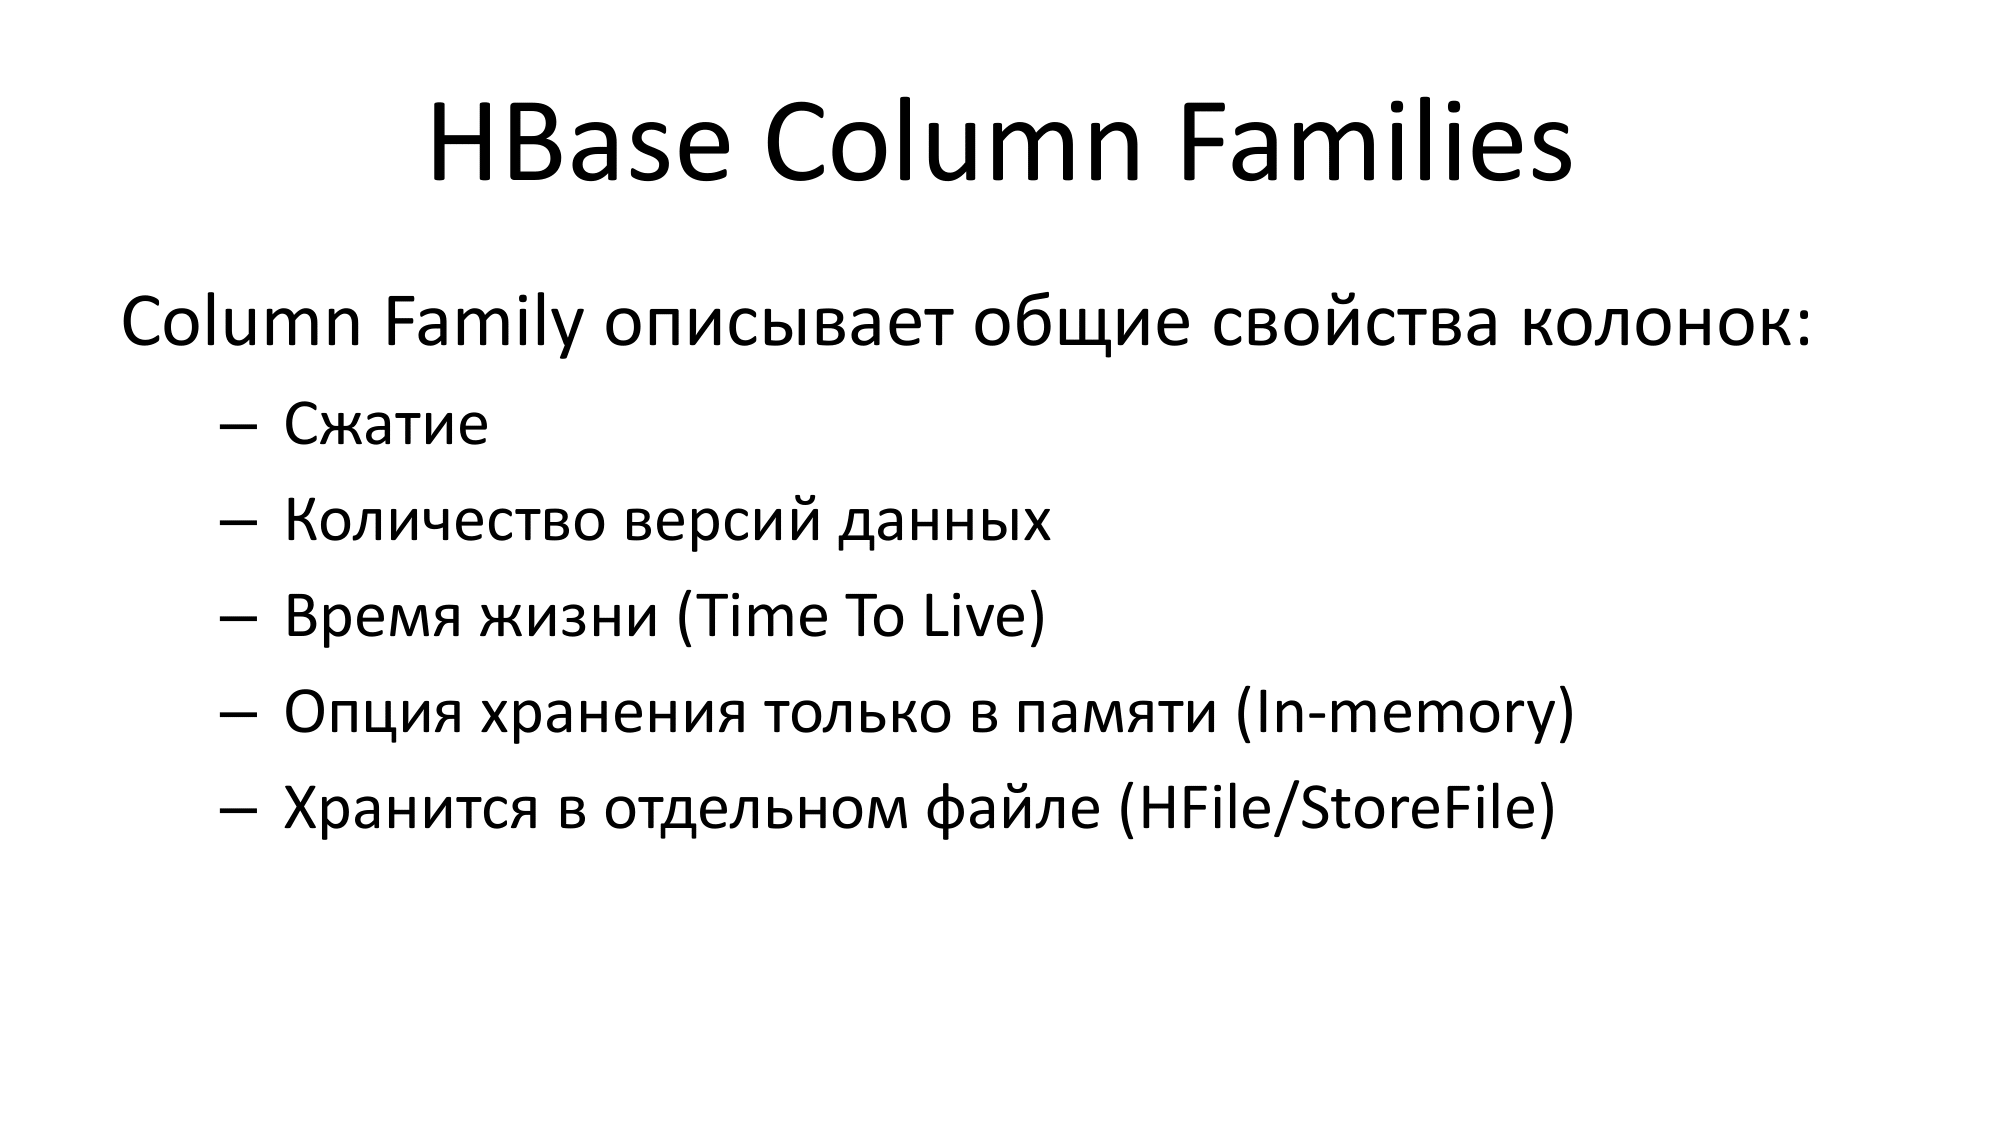 HBase Column Families
Column Family описывает общие свойства колонок:
– Сжатие
– Количество версий данных
– Время жизни (Time To Live)
– Опция хранения только в памяти (In-memory)
– Хранится в отдельном файле (HFile/StoreFile)